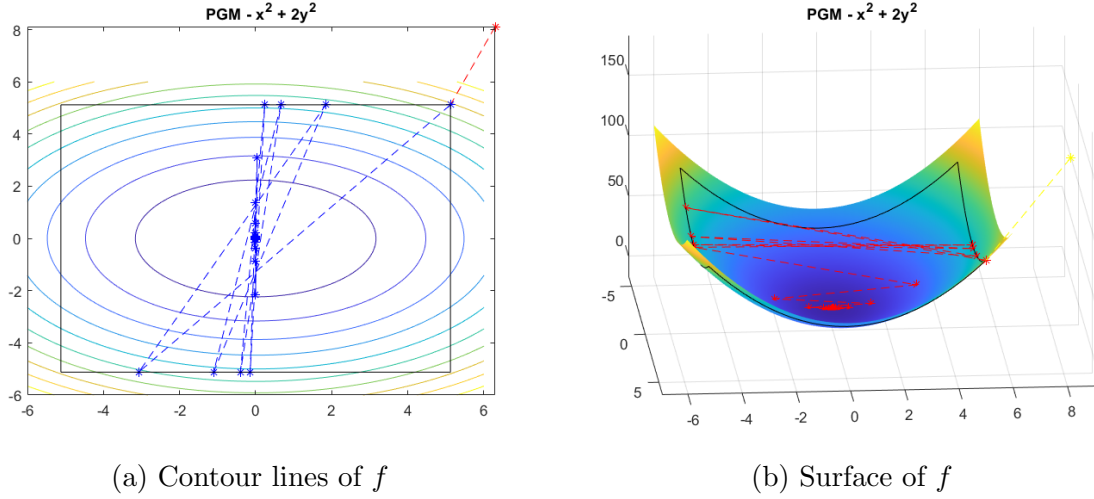 PGM - x² + 2y²
8
6
4
2
0
-2
-4
-6
-6 -4 -2 0 2 4 6
(a) Contour lines of f
PGM - x² + 2y²
150
100
50
0
-5
0
5
-6 -4 -2 0 2 4 6 8
(b) Surface of f